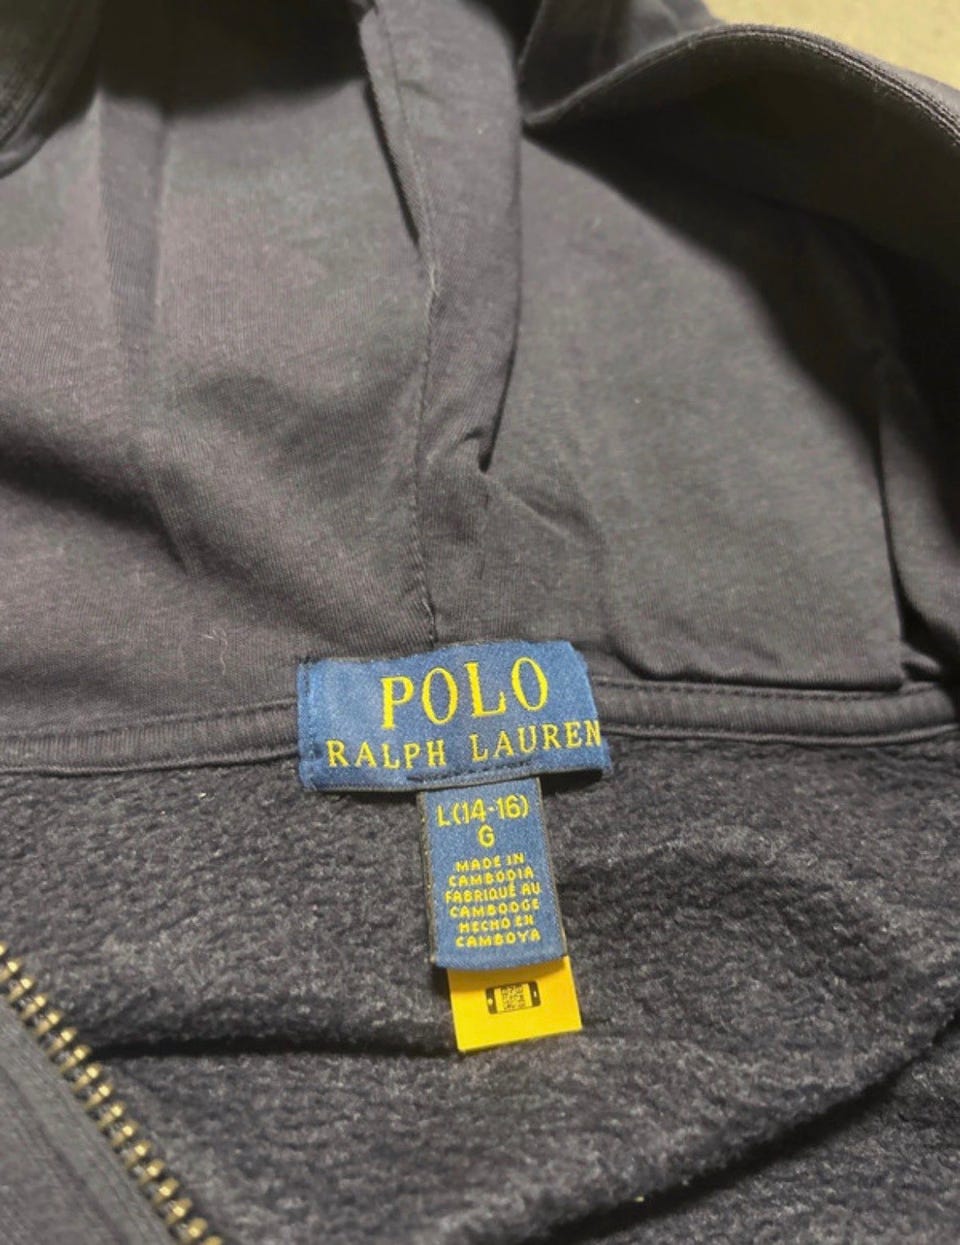 POLO
RALPH LAUREN
L(14-16)
G
MADE IN
CAMBODIA
FABRIQUÉ AU
CAMBODGE
HECHO EN
CAMBOYA